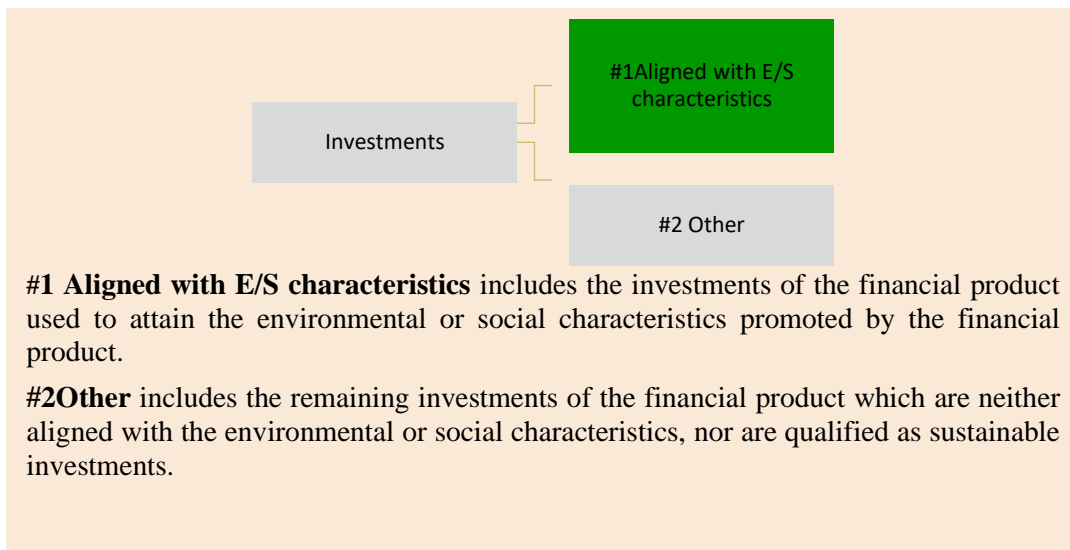 #1Aligned with E/S
characteristics
Investments
#2 Other
#1 Aligned with E/S characteristics includes the investments of the financial product
used to attain the environmental or social characteristics promoted by the financial
product.
#2Other includes the remaining investments of the financial product which are neither
aligned with the environmental or social characteristics, nor are qualified as sustainable
investments.